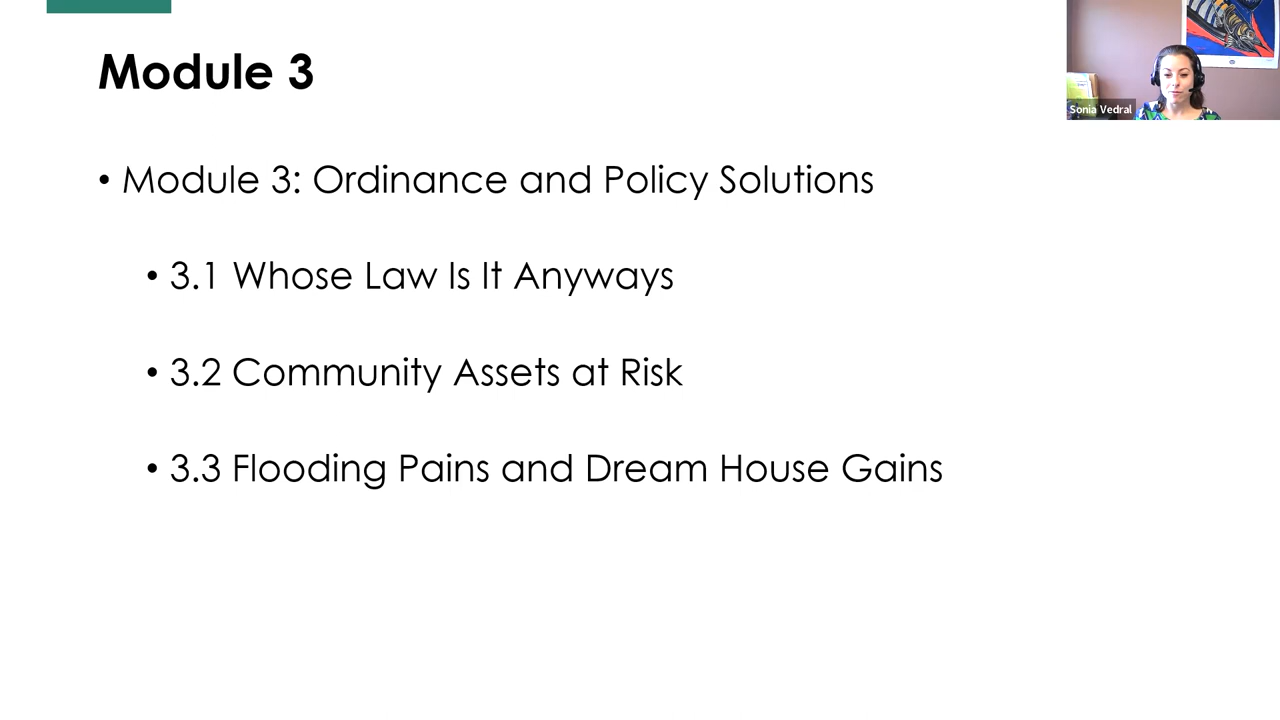 Module 3
Sonia Vedral
• Module 3: Ordinance and Policy Solutions
• 3.1 Whose Law Is It Anyways
• 3.2 Community Assets at Risk
• 3.3 Flooding Pains and Dream House Gains